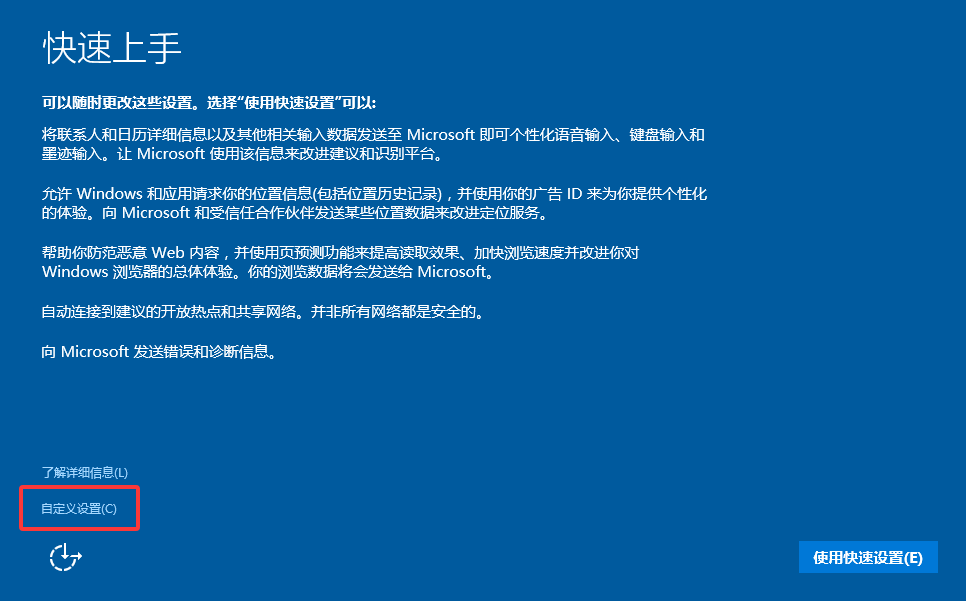 快速上手
可以随时更改这些设置。选择“使用快速设置”可以:
将联系人和日历详细信息以及其他相关输入数据发送至 Microsoft 即可个性化语音输入、键盘输入和
墨迹输入。让 Microsoft 使用该信息来改进建议和识别平台。
允许 Windows 和应用请求你的位置信息(包括位置历史记录)，并使用你的广告 ID 来为你提供个性化
的体验。向 Microsoft 和受信任合作伙伴发送某些位置数据来改进定位服务。
帮助你防范恶意 Web 内容，并使用页预测功能来提高读取效果、加快浏览速度并改进你对
Windows 浏览器的总体体验。你的浏览数据将会发送给 Microsoft。
自动连接到建议的开放热点和共享网络。并非所有网络都是安全的。
向 Microsoft 发送错误和诊断信息。
了解详细信息(L)
自定义设置(C)
使用快速设置(E)